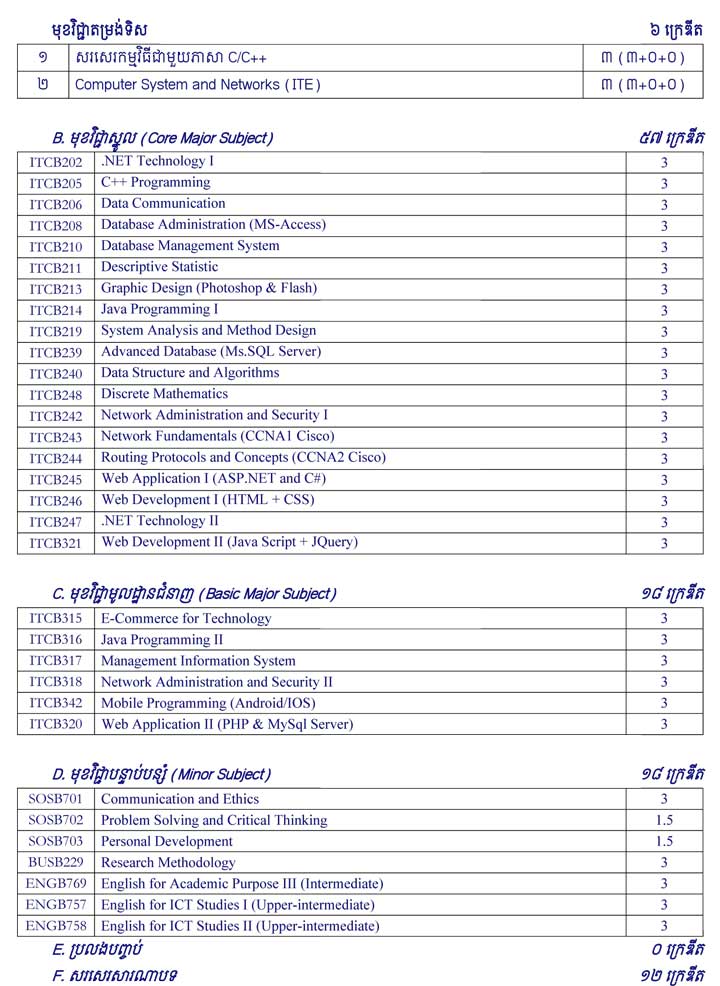 មុខវិជ្ជាតម្រង់ទិស ៦ ក្រេឌីត
១ សរសេរកម្មវិធីជាមួយភាសា C/C++ ៣ (៣+០+០)
២ Computer System and Networks (ITE) ៣ (៣+០+០)
B. មុខវិជ្ជាស្នូល (Core Major Subject) ៥៧ ក្រេឌីត
ITCB202 .NET Technology I 3
ITCB205 C++ Programming 3
ITCB206 Data Communication 3
ITCB208 Database Administration (MS-Access) 3
ITCB210 Database Management System 3
ITCB211 Descriptive Statistic 3
ITCB213 Graphic Design (Photoshop & Flash) 3
ITCB214 Java Programming I 3
ITCB219 System Analysis and Method Design 3
ITCB239 Advanced Database (Ms.SQL Server) 3
ITCB240 Data Structure and Algorithms 3
ITCB248 Discrete Mathematics 3
ITCB242 Network Administration and Security I 3
ITCB243 Network Fundamentals (CCNA1 Cisco) 3
ITCB244 Routing Protocols and Concepts (CCNA2 Cisco) 3
ITCB245 Web Application I (ASP.NET and C#) 3
ITCB246 Web Development I (HTML + CSS) 3
ITCB247 .NET Technology II 3
ITCB321 Web Development II (Java Script + JQuery) 3
C. មុខវិជ្ជាមូលដ្ឋានជំនាញ (Basic Major Subject) ១៨ ក្រេឌីត
ITCB315 E-Commerce for Technology 3
ITCB316 Java Programming II 3
ITCB317 Management Information System 3
ITCB318 Network Administration and Security II 3
ITCB342 Mobile Programming (Android/IOS) 3
ITCB320 Web Application II (PHP & MySql Server) 3
D. មុខវិជ្ជាបន្ទាប់បន្សំ (Minor Subject) ១៨ ក្រេឌីត
SOSB701 Communication and Ethics 3
SOSB702 Problem Solving and Critical Thinking 1.5
SOSB703 Personal Development 1.5
BUSB229 Research Methodology 3
ENGB769 English for Academic Purpose III (Intermediate) 3
ENGB757 English for ICT Studies I (Upper-intermediate) 3
ENGB758 English for ICT Studies II (Upper-intermediate) 3
E. ប្រលងបញ្ចប់ ០ ក្រេឌីត
F. សរសេរសារណាបទ ១២ ក្រេឌីត